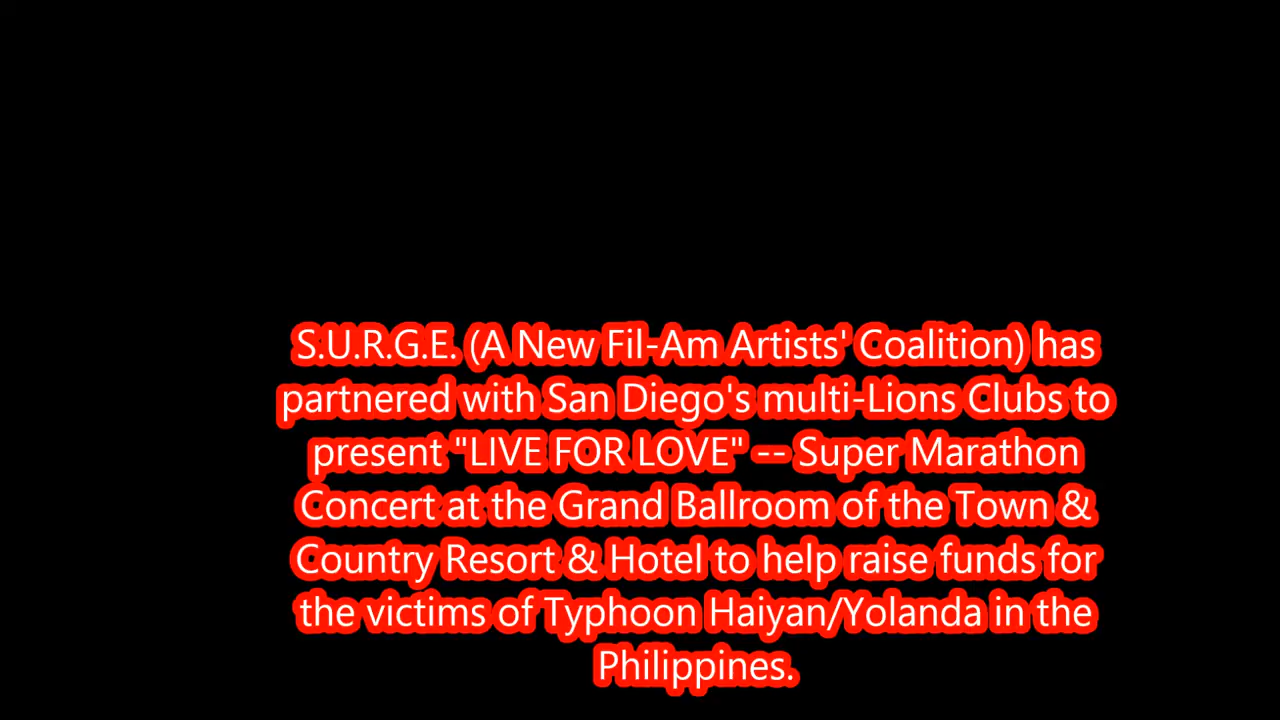 S.U.R.G.E. (A New Fil-Am Artists' Coalition) has
partnered with San Diego's multi-Lions Clubs to
present "LIVE FOR LOVE" -- Super Marathon
Concert at the Grand Ballroom of the Town &
Country Resort & Hotel to help raise funds for
the victims of Typhoon Haiyan/Yolanda in the
Philippines.